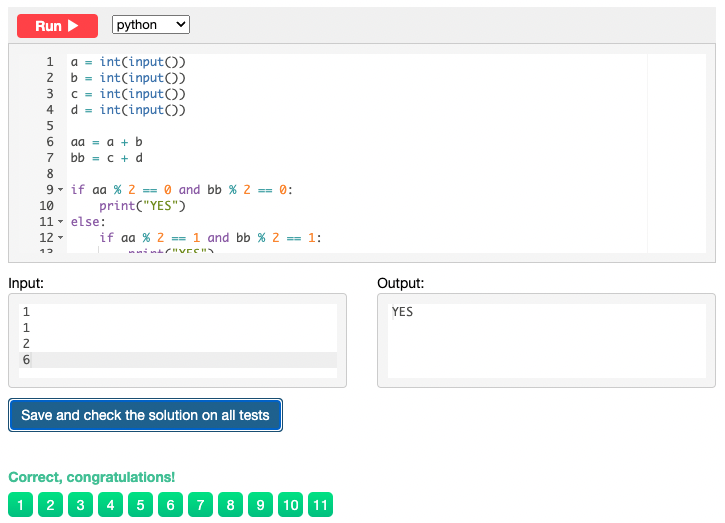 Run
python
1 a = int(input())
2 b = int(input())
3 c = int(input())
4 d = int(input())
5
6 aa = a + b
7 bb = c + d
8
9 if aa % 2 == 0 and bb % 2 == 0:
10 print("YES")
11 else:
12 if aa % 2 == 1 and bb % 2 == 1:
13 print("YES")
Input:
1
1
2
6
Output:
YES
Save and check the solution on all tests
Correct, congratulations!
1 2 3 4 5 6 7 8 9 10 11